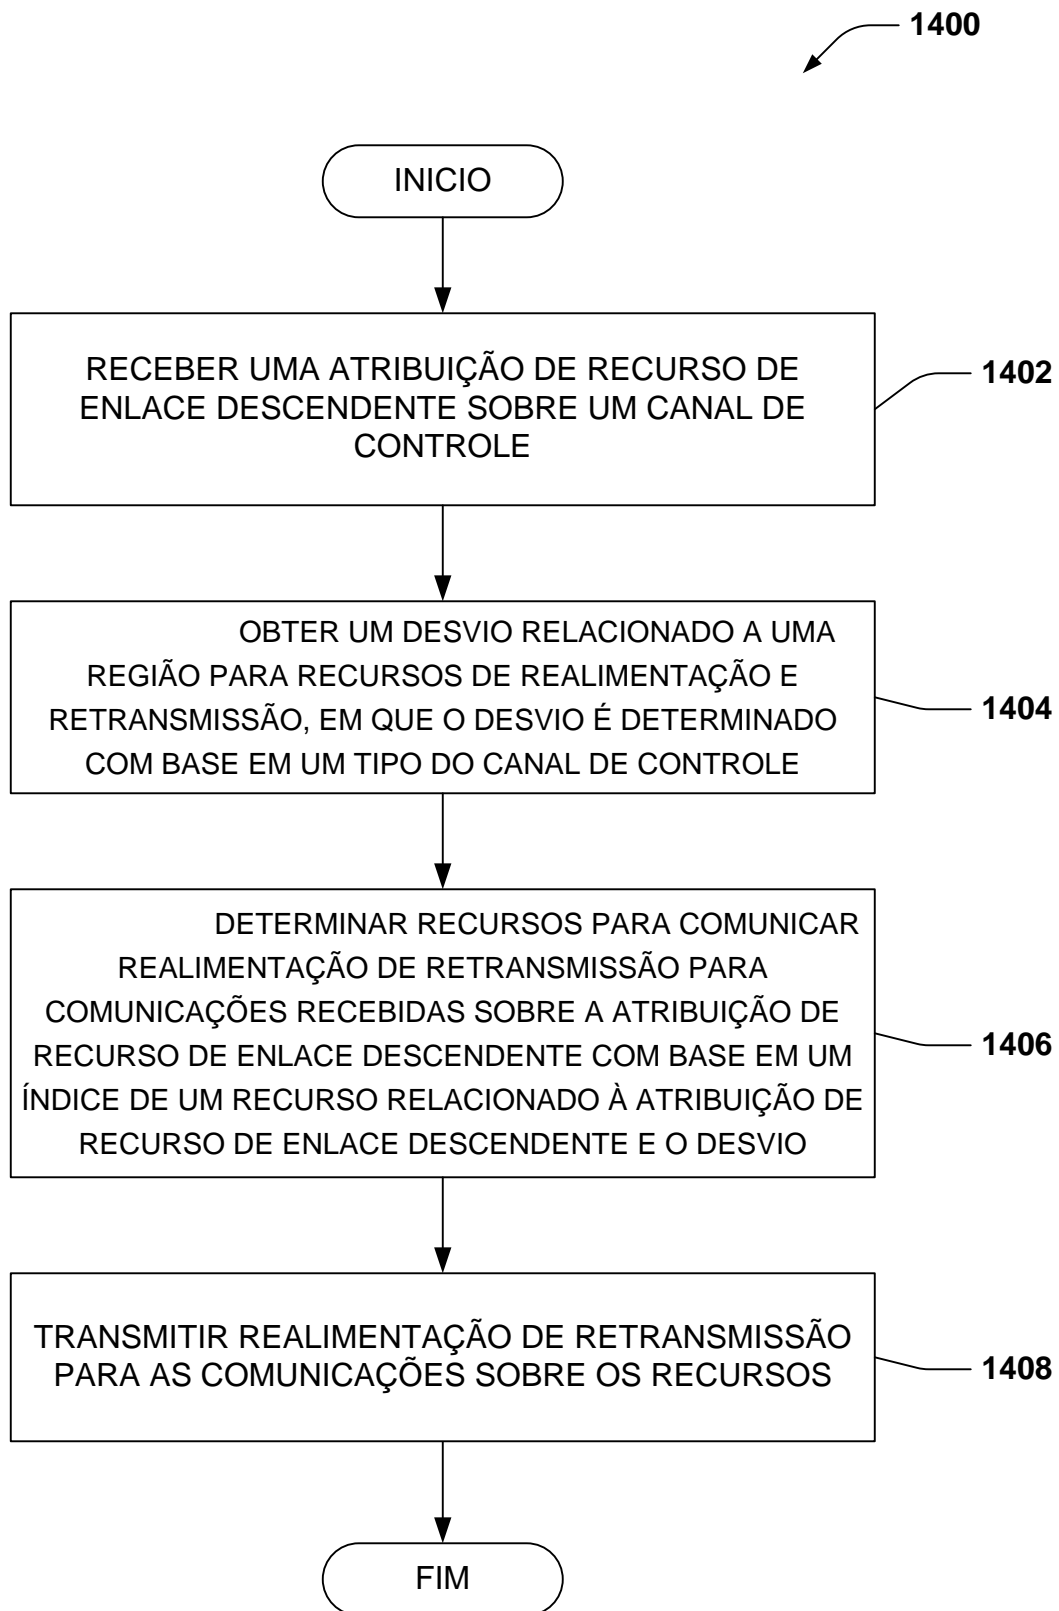 1400
INICIO
RECEBER UMA ATRIBUIÇÃO DE RECURSO DE
ENLACE DESCENDENTE SOBRE UM CANAL DE
CONTROLE
1402
OBTER UM DESVIO RELACIONADO A UMA
REGIÃO PARA RECURSOS DE REALIMENTAÇÃO E
RETRANSMISSÃO, EM QUE O DESVIO É DETERMINADO
COM BASE EM UM TIPO DO CANAL DE CONTROLE
1404
DETERMINAR RECURSOS PARA COMUNICAR
REALIMENTAÇÃO DE RETRANSMISSÃO PARA
COMUNICAÇÕES RECEBIDAS SOBRE A ATRIBUIÇÃO DE
RECURSO DE ENLACE DESCENDENTE COM BASE EM UM
ÍNDICE DE UM RECURSO RELACIONADO À ATRIBUIÇÃO DE
RECURSO DE ENLACE DESCENDENTE E O DESVIO
1406
TRANSMITIR REALIMENTAÇÃO DE RETRANSMISSÃO
PARA AS COMUNICAÇÕES SOBRE OS RECURSOS
1408
FIM